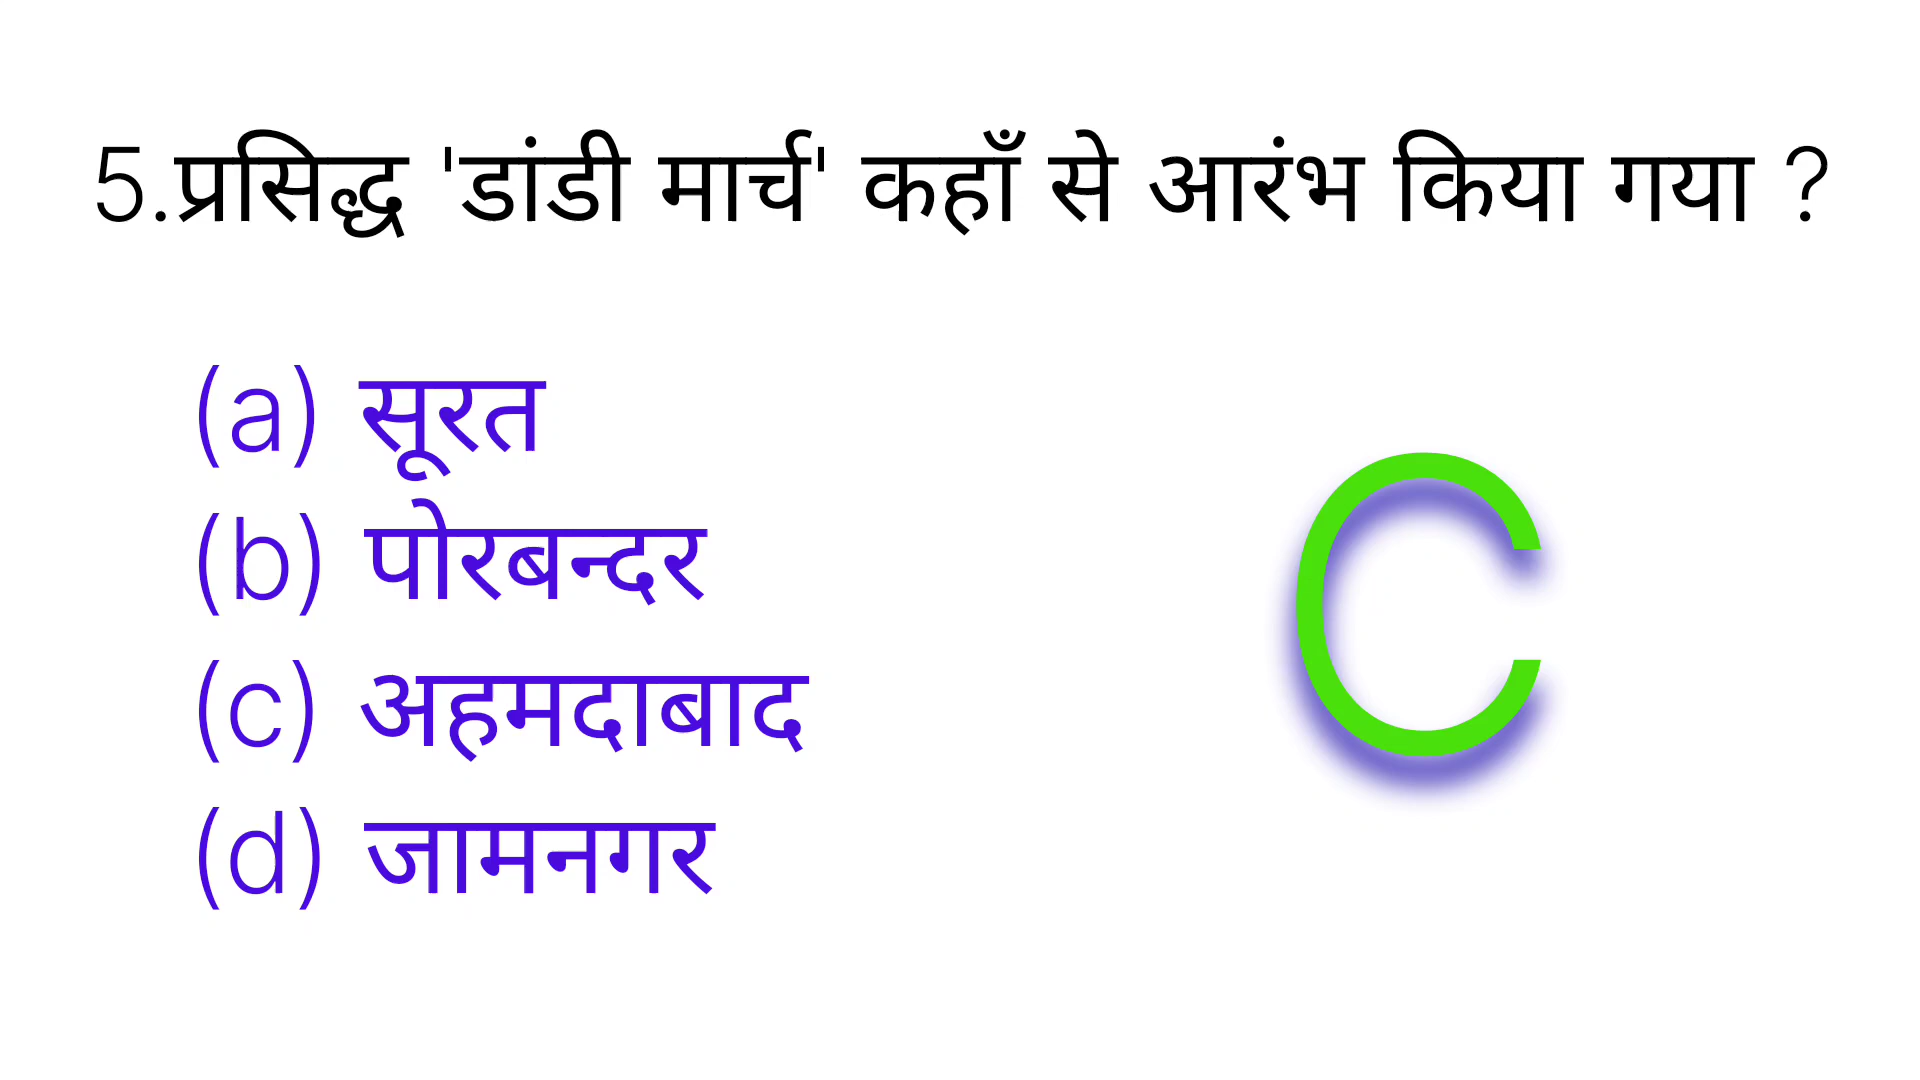 5.प्रसिद्ध 'डांडी मार्च' कहाँ से आरंभ किया गया ?
(a) सूरत
(b) पोरबन्दर
(c) अहमदाबाद
(d) जामनगर
C